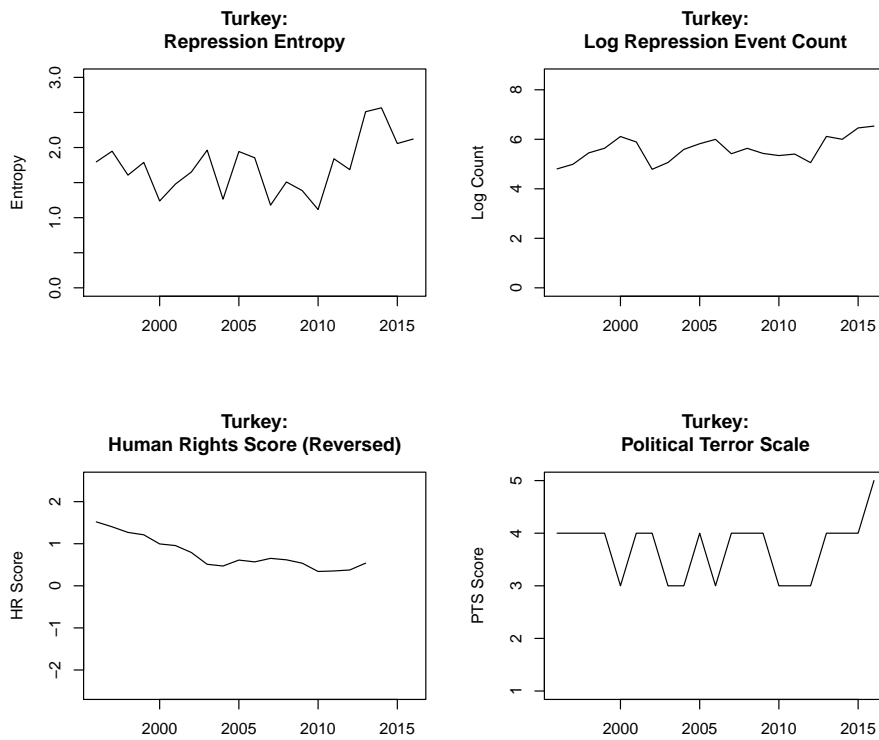 Turkey:
Repression Entropy
Entropy
0.0
1.0
2.0
3.0
2000
2005
2010
2015
Turkey:
Log Repression Event Count
Log Count
0
2
4
6
8
2000
2005
2010
2015
Turkey:
Human Rights Score (Reversed)
HR Score
−2
−1
0
1
2
2000
2005
2010
2015
Turkey:
Political Terror Scale
PTS Score
1
2
3
4
5
2000
2005
2010
2015